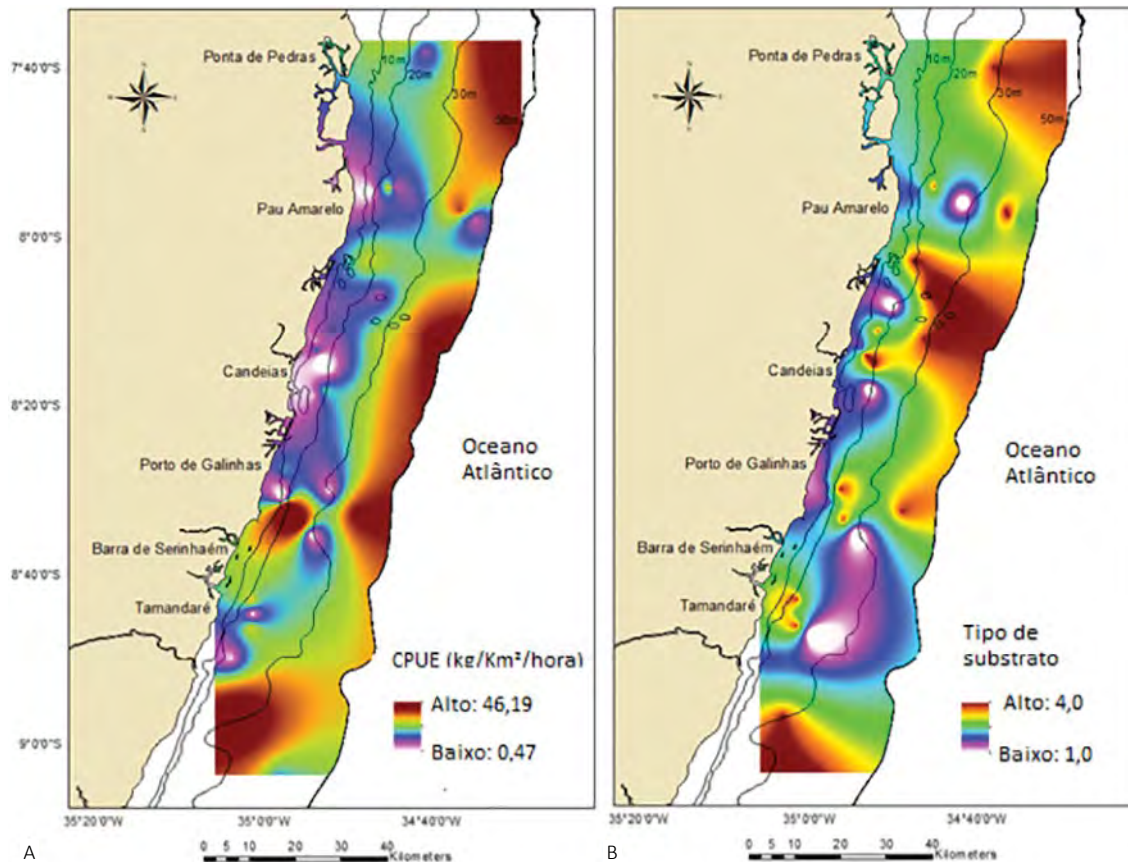 7°40'0"S
8°0'0"S
8°20'0"S
8°40'0"S
9°0'0"S
Ponta de Pedras
Pau Amarelo
Candeias
Porto de Galinhas
Barra de Serinhaém
Tamandaré
10m
20m
30m
50m
Oceano
Atlântico
CPUE (kg/Km²/hora)
Alto: 46,19
Baixo: 0,47
35°20'0"W
35°0'0"W
34°40'0"W
A
0 5 10 20 30 40
Kilometers
Ponta de Pedras
Pau Amarelo
Candeias
Porto de Galinhas
Barra de Serinhaém
Tamandaré
10m
20m
30m
50m
Oceano
Atlântico
Tipo de
substrato
Alto: 4,0
Baixo: 1,0
35°20'0"W
35°0'0"W
34°40'0"W
B
0 5 10 20 30 40
Kilometers